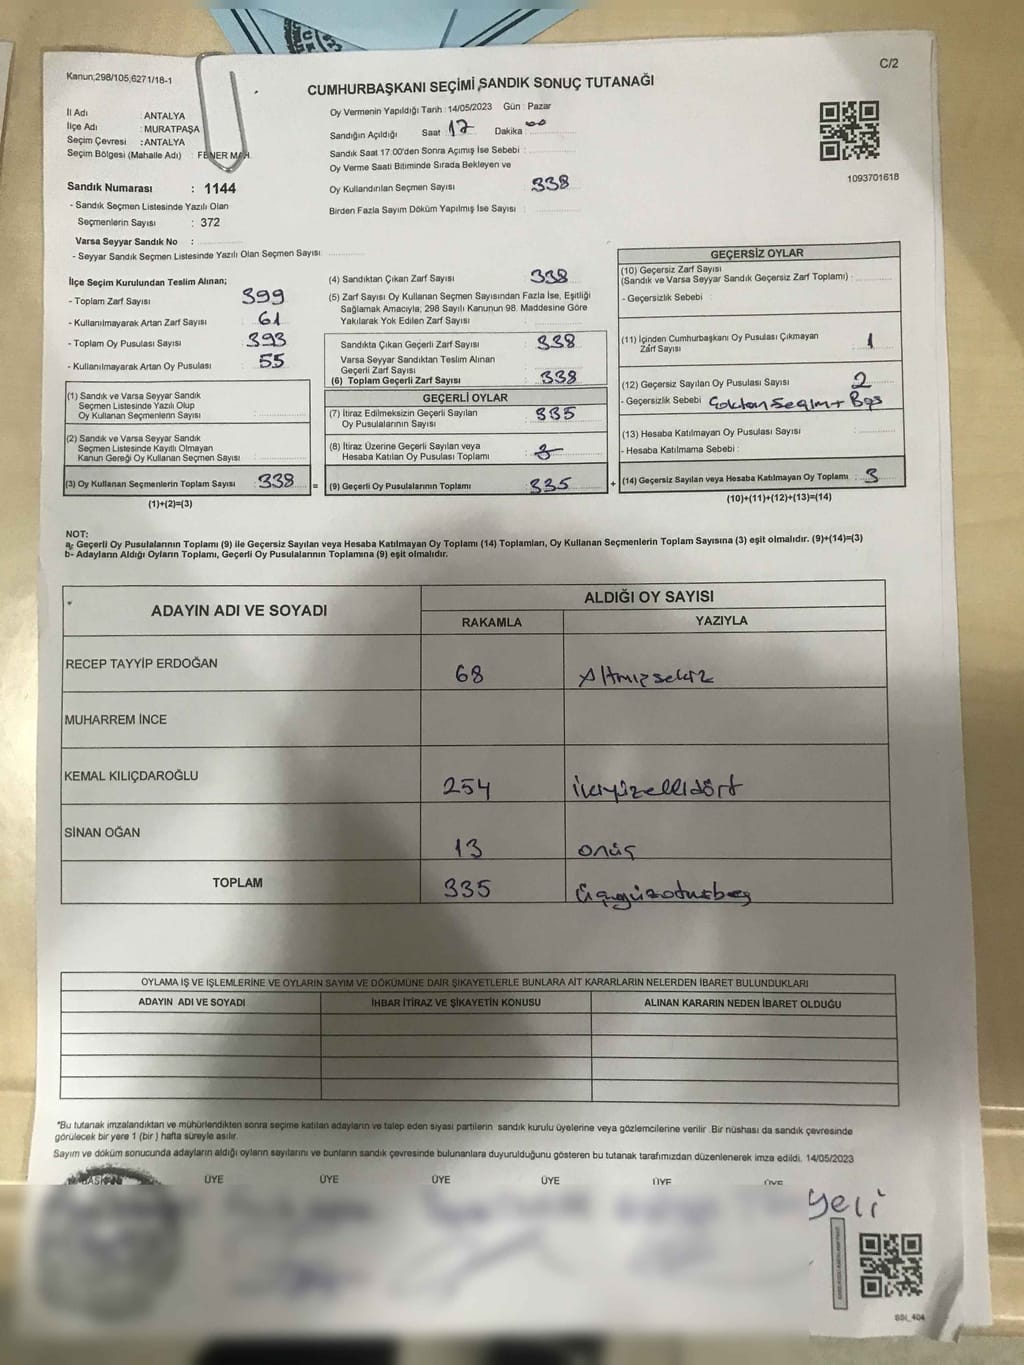 C/2
Kanun,298/105,6271/18-1
CUMHURBAŞKANI SEÇİMİ SANDIK SONUÇ TUTANAĞI
İl Adı : ANTALYA
İlçe Adı : MURATPAŞA
Seçim Çevresi : ANTALYA
Seçim Bölgesi (Mahalle Adı) : FENER MAH.
Sandık Numarası : 1144
- Sandık Seçmen Listesinde Yazılı Olan
Seçmenlerin Sayısı : 372
Varsa Seyyar Sandık No :
- Seyyar Sandık Seçmen Listesinde Yazılı Olan Seçmen Sayısı
Oy Vermenin Yapıldığı Tarih : 14/05/2023 Gün : Pazar
Sandığın Açıldığı Saat : 17 Dakika : 00
Sandık Saat 17:00'den Sonra Açımış İse Sebebi :
Oy Verme Saati Bitiminde Sırada Bekleyen ve
Oy Kullandırılan Seçmen Sayısı : 338
Birden Fazla Sayım Döküm Yapılmış İse Sayısı :
1093701618
İlçe Seçim Kurulundan Teslim Alınan;
- Toplam Zarf Sayısı : 399
- Kullanılmayarak Artan Zarf Sayısı : 61
- Toplam Oy Pusulası Sayısı : 393
- Kullanılmayarak Artan Oy Pusulası : 55
(1) Sandık ve Varsa Seyyar Sandık
Seçmen Listesinde Yazılı Olup
Oy Kullanan Seçmenlerin Sayısı :
(2) Sandık ve Varsa Seyyar Sandık
Seçmen Listesinde Kayıtlı Olmayan
Kanun Gereği Oy Kullanan Seçmen Sayısı :
(3) Oy Kullanan Seçmenlerin Toplam Sayısı : 338
(1)+(2)=(3)
(4) Sandıktan Çıkan Zarf Sayısı : 338
(5) Zarf Sayısı Oy Kullanan Seçmen Sayısından Fazla İse, Eşitliği
Sağlamak Amacıyla, 298 Sayılı Kanunun 98. Maddesine Göre
Yakılarak Yok Edilen Zarf Sayısı :
Sandıkta Çıkan Geçerli Zarf Sayısı : 338
Varsa Seyyar Sandıktan Teslim Alınan
Geçerli Zarf Sayısı :
(6) Toplam Geçerli Zarf Sayısı : 338
GEÇERLİ OYLAR
(7) İtiraz Edilmeksizin Geçerli Sayılan : 335
Oy Pusulalarının Sayısı
(8) İtiraz Üzerine Geçerli Sayılan veya
Hesaba Katılan Oy Pusulası Toplamı :
= (9) Geçerli Oy Pusulalarının Toplamı : 335
GEÇERSİZ OYLAR
(10) Geçersiz Zarf Sayısı
(Sandık ve Varsa Seyyar Sandık Geçersiz Zarf Toplamı) :
- Geçersizlik Sebebi :
(11) İçinden Cumhurbaşkanı Oy Pusulası Çıkmayan
Zarf Sayısı : 1
(12) Geçersiz Sayılan Oy Pusulası Sayısı : 2
- Geçersizlik Sebebi Çoktan Seçim + Boş
(13) Hesaba Katılmayan Oy Pusulası Sayısı :
- Hesaba Katılmama Sebebi :
+ (14) Geçersiz Sayılan veya Hesaba Katılmayan Oy Toplamı : 3
(10)+(11)+(12)+(13)=(14)
NOT:
a- Geçerli Oy Pusulalarının Toplamı (9) ile Geçersiz Sayılan veya Hesaba Katılmayan Oy Toplamı (14) Toplamları, Oy Kullanan Seçmenlerin Toplam Sayısına (3) eşit olmalıdır. (9)+(14)=(3)
b- Adayların Aldığı Oyların Toplamı, Geçerli Oy Pusulalarının Toplamına (9) eşit olmalıdır.
ADAYIN ADI VE SOYADI ALDIĞI OY SAYISI
RAKAMLA YAZIYLA
RECEP TAYYİP ERDOĞAN 68 Altmışsekiz
MUHARREM İNCE
KEMAL KILIÇDAROĞLU 254 ikiyüzellidört
SİNAN OĞAN 13 onüç
TOPLAM 335 üçyüzotuzbeş
OYLAMA İŞ VE İŞLEMLERİNE VE OYLARIN SAYIM VE DÖKÜMÜNE DAİR ŞİKAYETLERLE BUNLARA AİT KARARLARIN NELERDEN İBARET BULUNDUKLARI
ADAYIN ADI VE SOYADI İHBAR İTİRAZ VE ŞİKAYETİN KONUSU ALINAN KARARIN NEDEN İBARET OLDUĞU
*Bu tutanak imzalandıktan ve mühürlendikten sonra seçime katılan adayların ve talep eden siyasi partilerin sandık kurulu üyelerine veya gözlemcilerine verilir. Bir nüshası da sandık çevresinde
görülecek bir yere 1 (bir) hafta süreyle asılır.
Sayım ve döküm sonucunda adayların aldığı oyların sayılarını ve bunların sandık çevresinde bulunanlara duyurulduğunu gösteren bu tutanak tarafımızdan düzenlenerek imza edildi. 14/05/2023
BAŞKAN ÜYE ÜYE ÜYE ÜYE ÜYE ÜYE
yeli
SSI_404